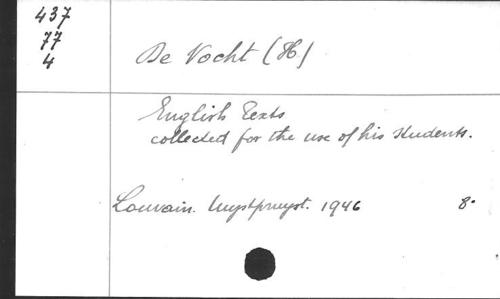 437
77
4
De Vocht (H)
English Texts
collected for the use of his students.
Louvain. Uystpruyst. 1946 8°